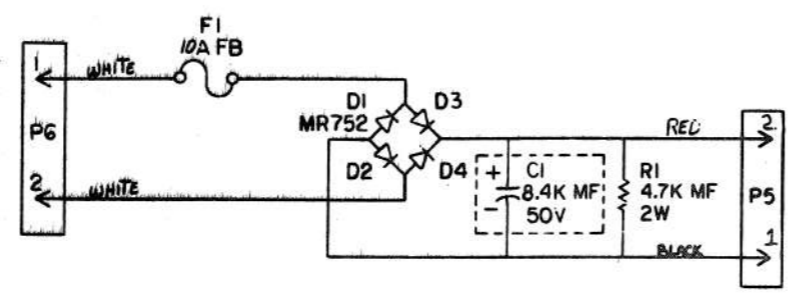 F1
10A FB
1
WHITE
P6
2
WHITE
D1
MR752
D3
D2
D4
+
C1
8.4K MF
-
50V
R1
4.7K MF
2W
RED
2
P5
BLACK
1